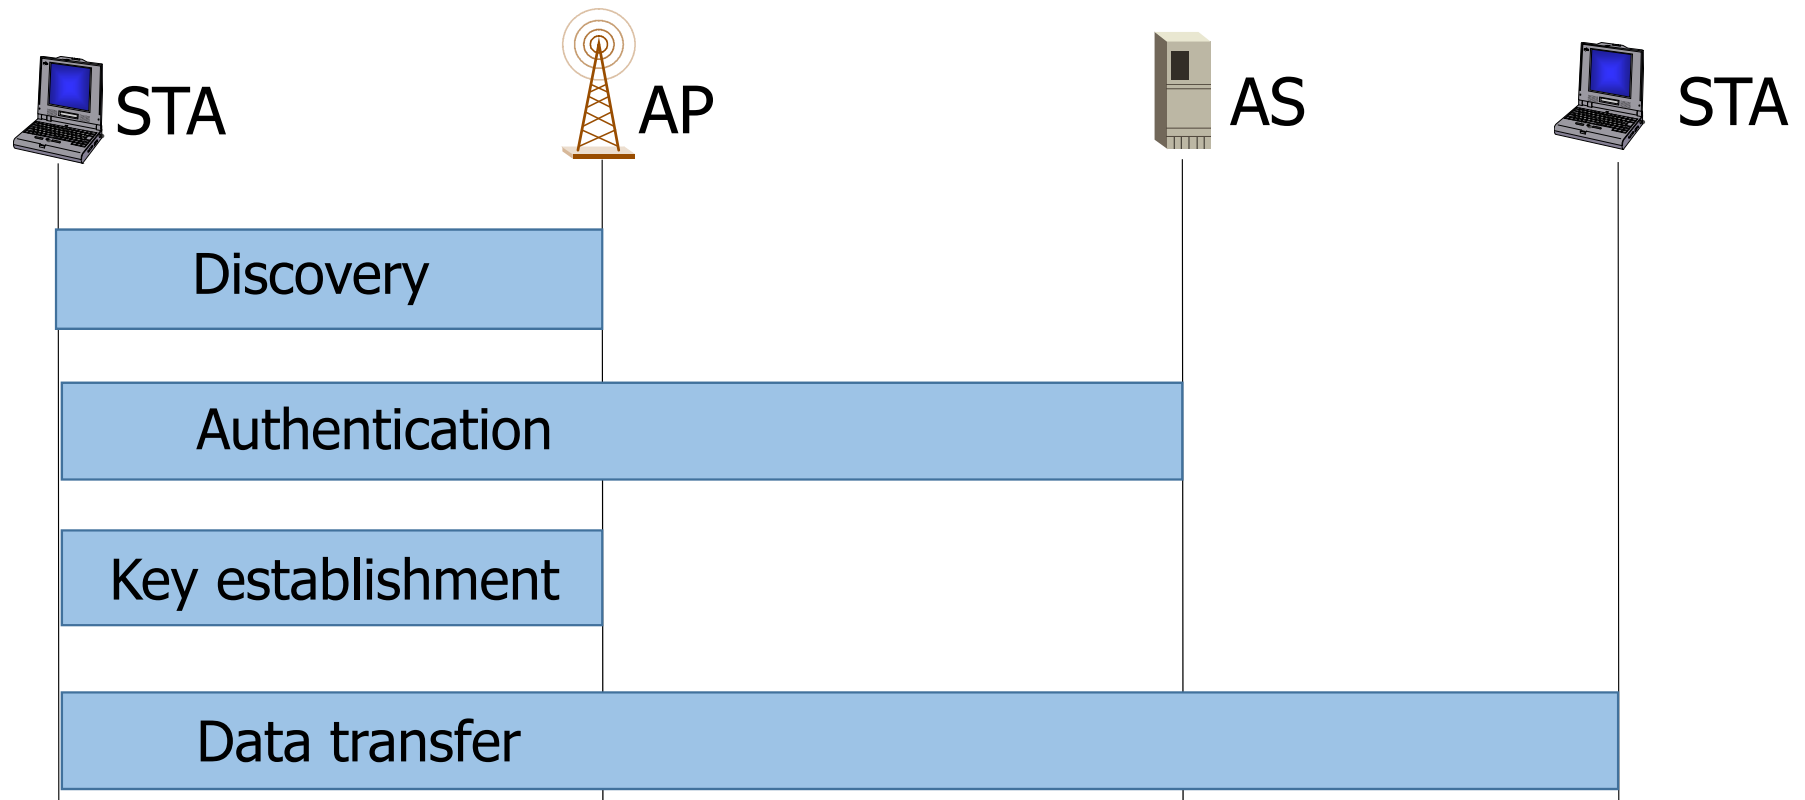 STA
AP
AS
STA
Discovery
Authentication
Key establishment
Data transfer